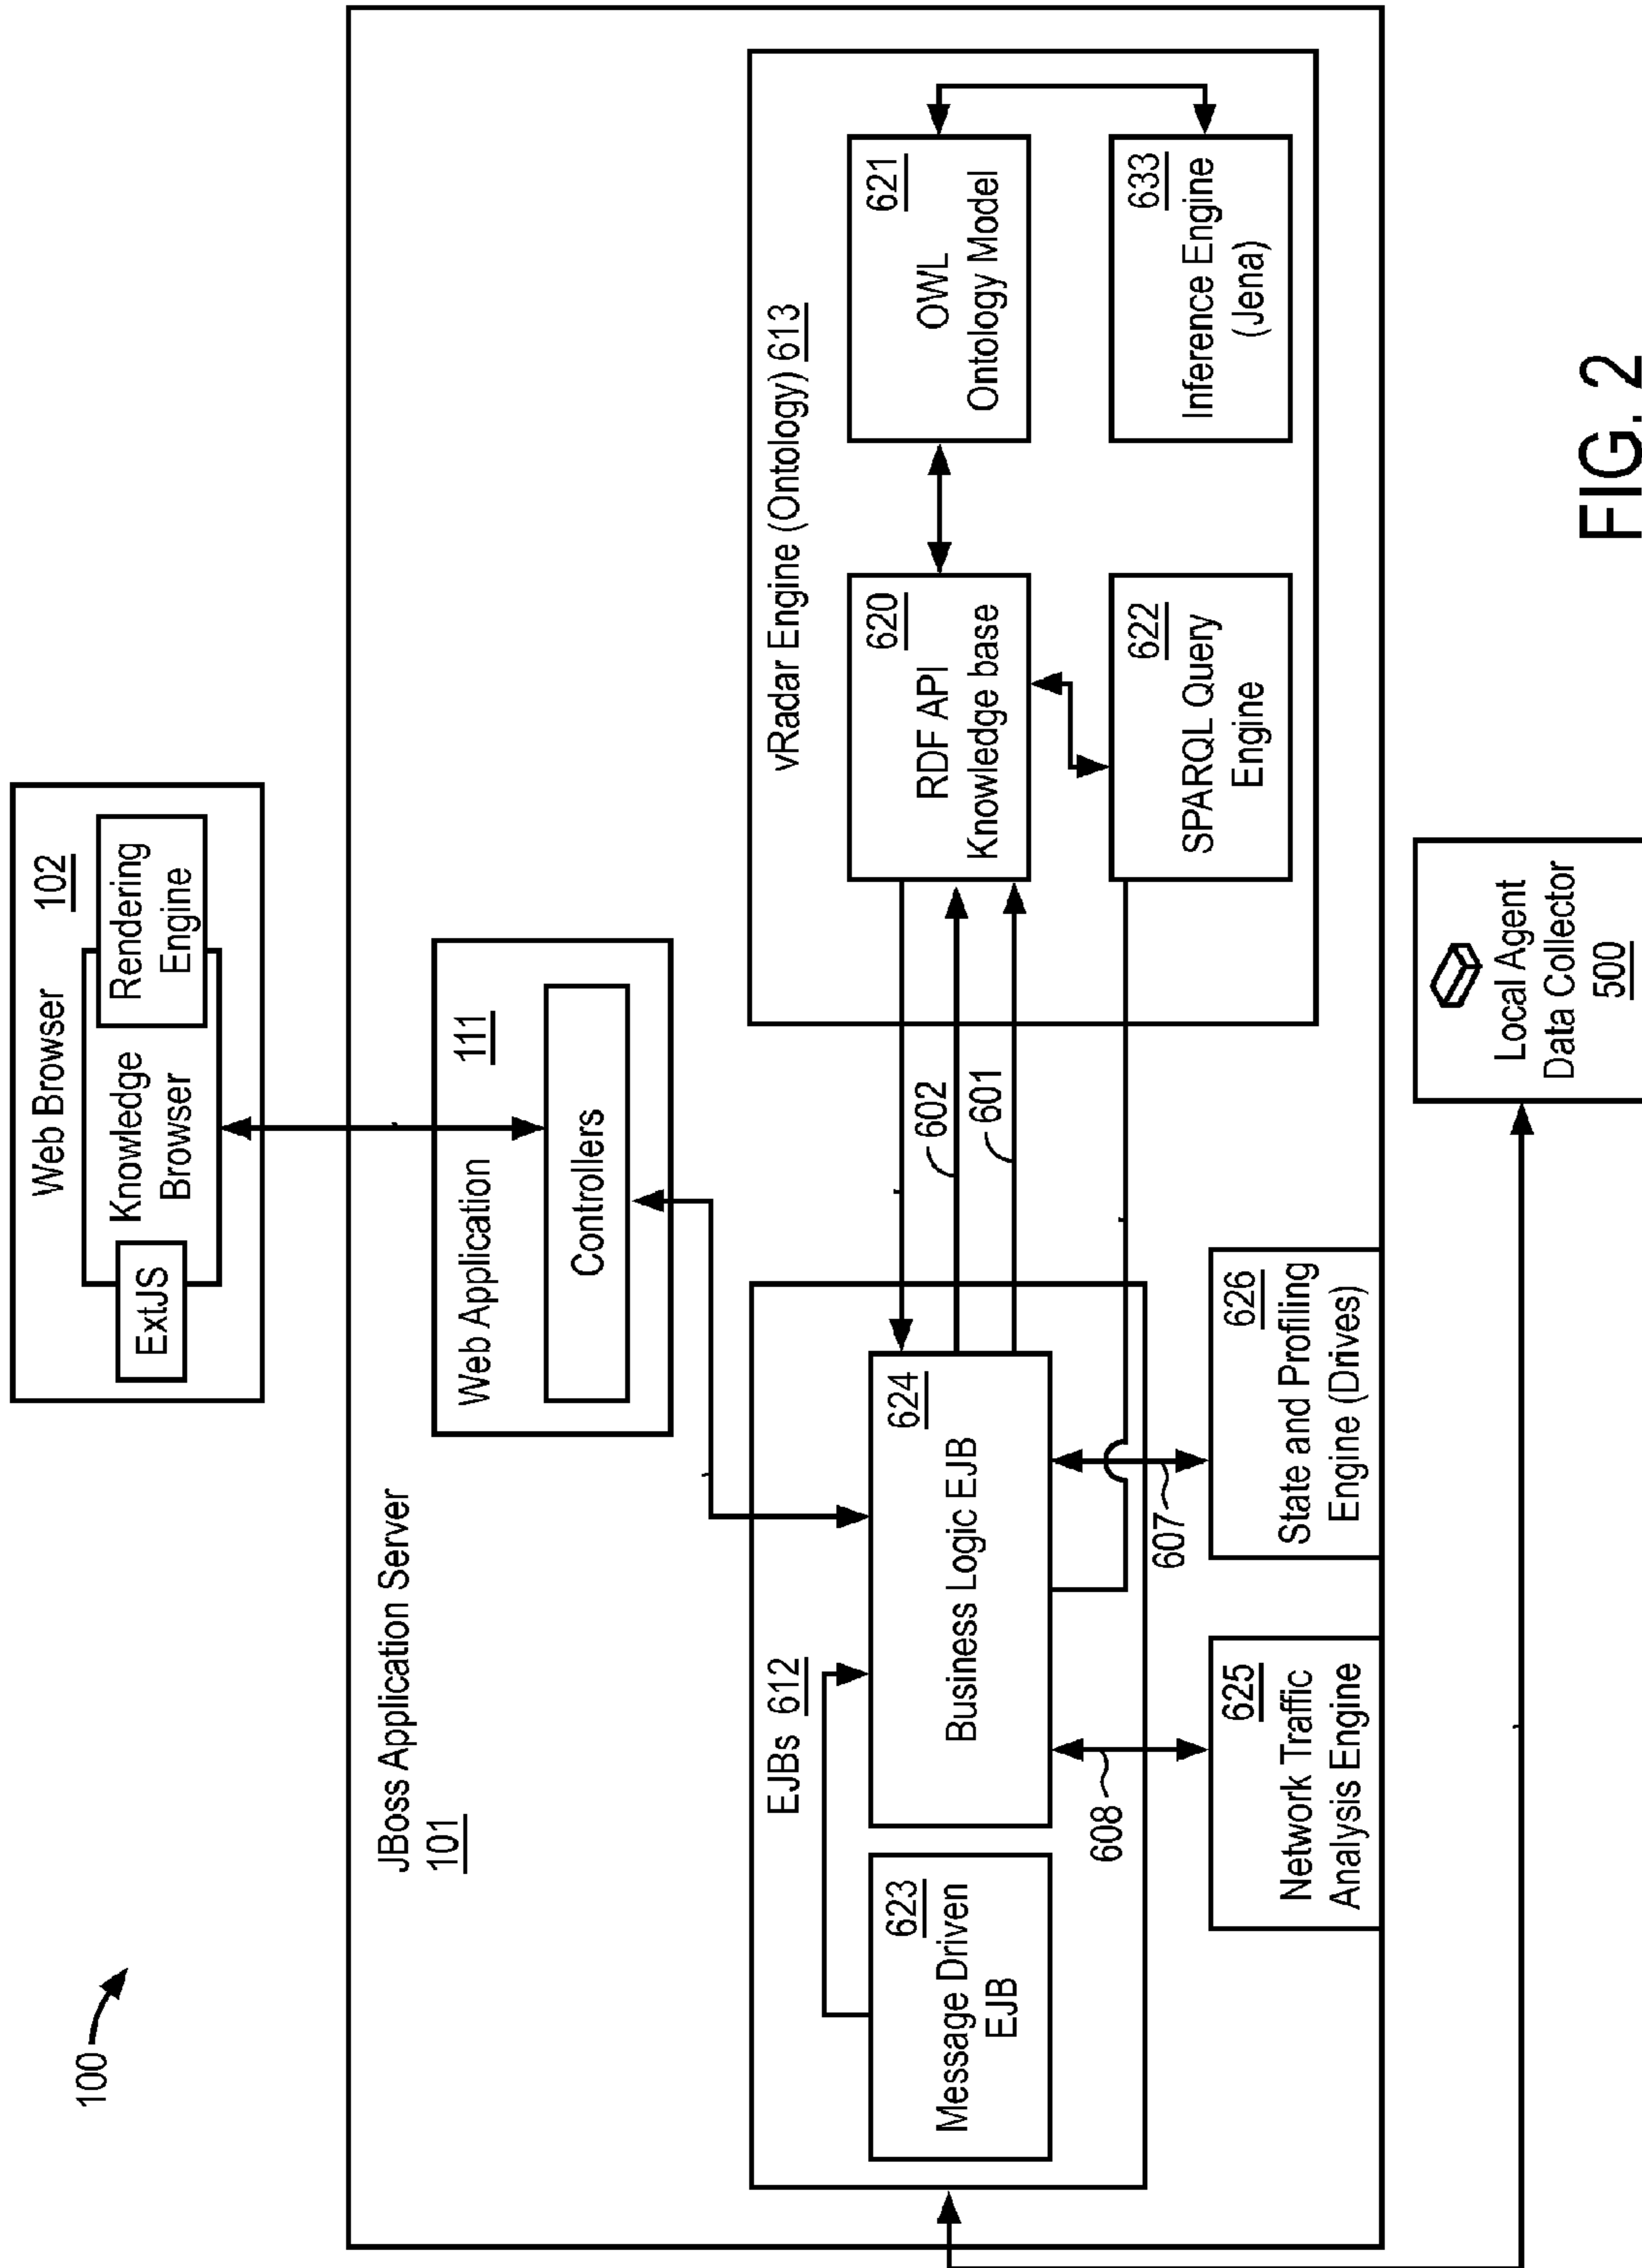 100
Web Browser
102
ExtJS
Knowledge
Browser
Rendering
Engine
JBoss Application Server
101
Web Application
111
Controllers
EJBs 612
623
Message Driven
EJB
624
Business Logic EJB
602
601
607
608
vRadar Engine (Ontology) 613
620
RDF API
Knowledge base
621
OWL
Ontology Model
622
SPARQL Query
Engine
633
Inference Engine
(Jena)
625
Network Traffic
Analysis Engine
626
State and Profiling
Engine (Drives)
Local Agent
Data Collector
500
FIG. 2